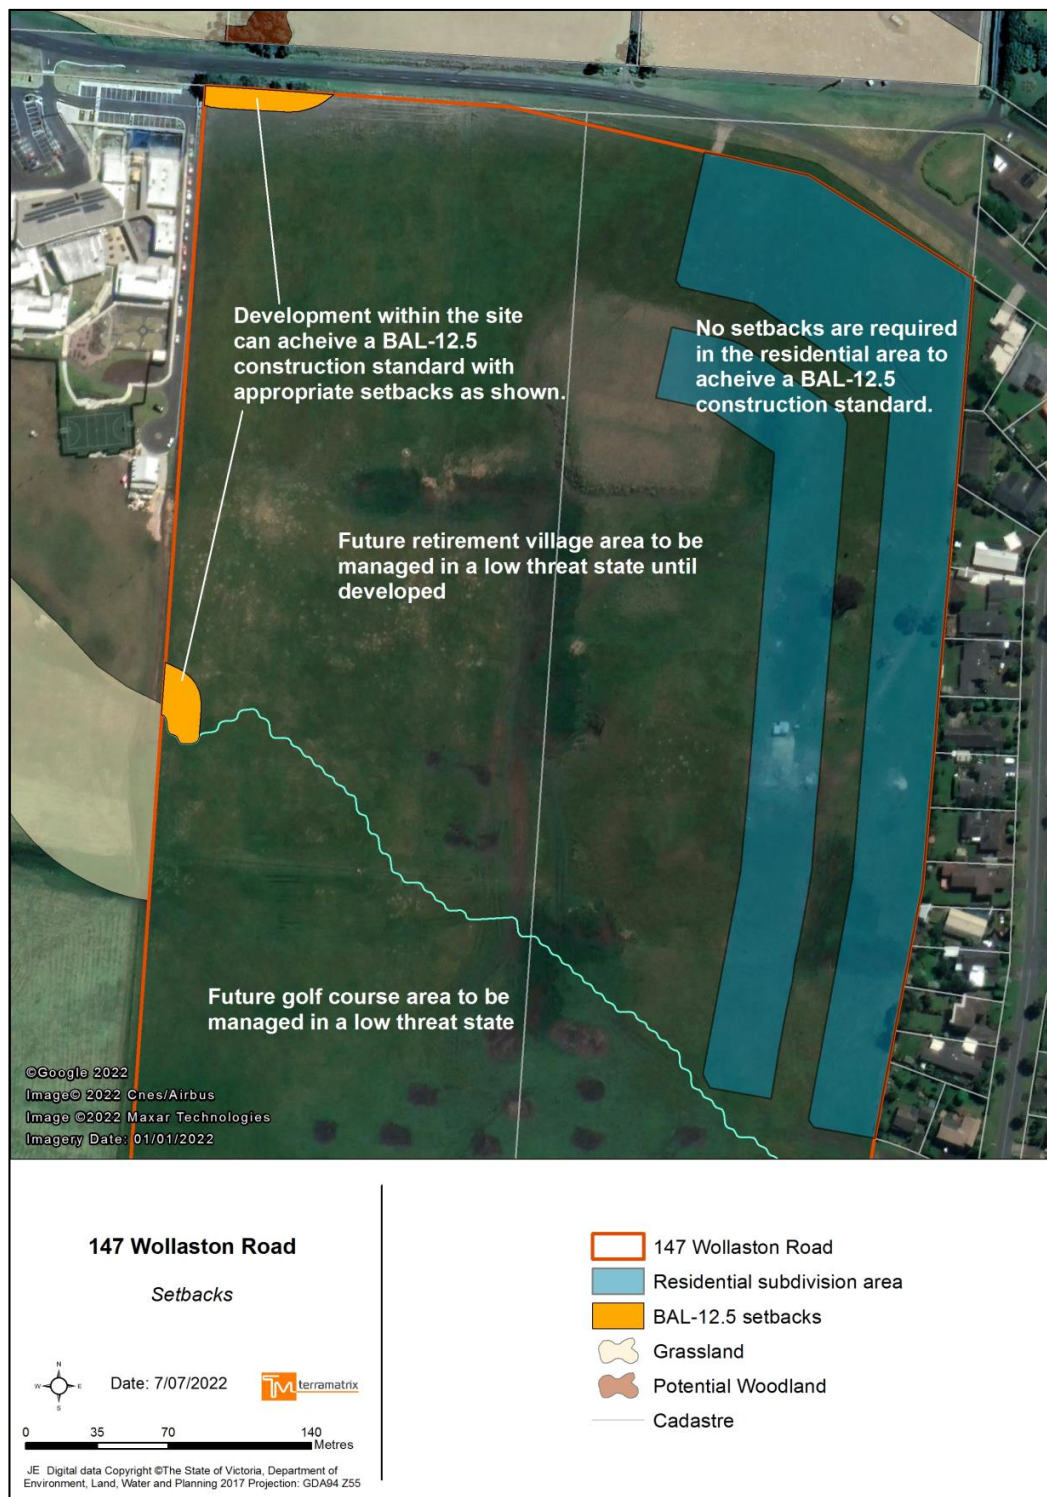 Development within the site
can acheive a BAL-12.5
construction standard with
appropriate setbacks as shown.
No setbacks are required
in the residential area to
acheive a BAL-12.5
construction standard.
Future retirement village area to be
managed in a low threat state until
developed
Future golf course area to be
managed in a low threat state
©Google 2022
Image© 2022 Cnes/Airbus
Image ©2022 Maxar Technologies
Imagery Date: 01/01/2022
147 Wollaston Road
Setbacks
N
W E
S
Date: 7/07/2022
TM terramatrix
0 35 70 140
Metres
JE Digital data Copyright ©The State of Victoria, Department of
Environment, Land, Water and Planning 2017 Projection: GDA94 Z55
147 Wollaston Road
Residential subdivision area
BAL-12.5 setbacks
Grassland
Potential Woodland
Cadastre